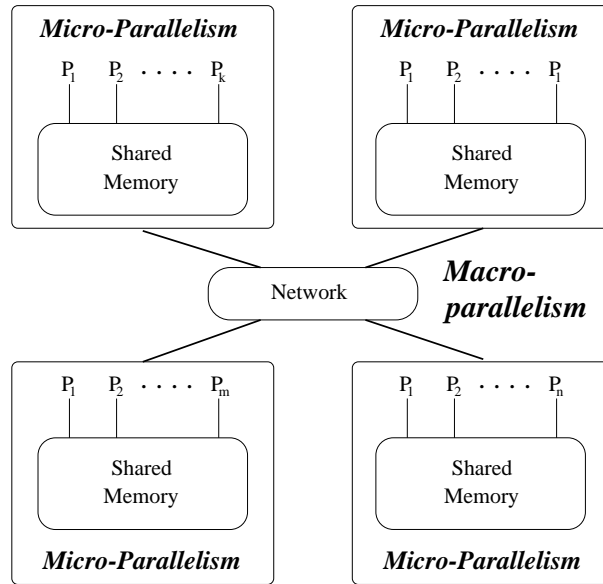 Micro-Parallelism
P1 P2 . . . . Pk
Shared
Memory
Micro-Parallelism
P1 P2 . . . . Pl
Shared
Memory
Network
Macro-
parallelism
P1 P2 . . . . Pm
Shared
Memory
Micro-Parallelism
P1 P2 . . . . Pn
Shared
Memory
Micro-Parallelism